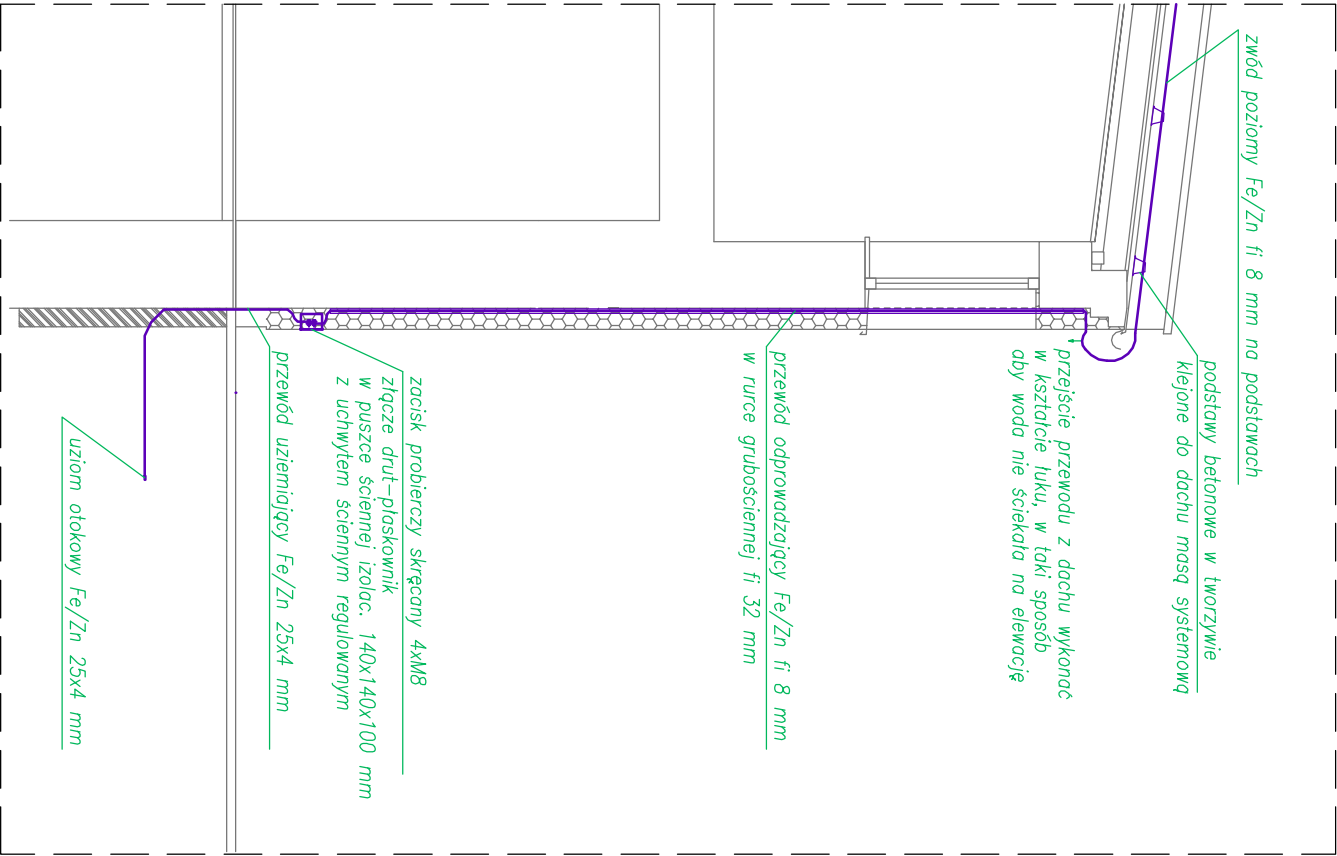 zwód poziomy Fe/Zn fi 8 mm na podstawach
podstawy betonowe w tworzywie
klejone do dachu masą systemową
przejście przewodu z dachu wykonać
w kształcie łuku, w taki sposób
aby woda nie ściekała na elewację
przewód odprowadzający Fe/Zn fi 8 mm
w rurce grubościennej fi 32 mm
zacisk probierczy skręcany 4xM8
złącze drut-płaskownik
w puszce ściennej izolac. 140x140x100 mm
z uchwytem ściennym regulowanym
przewód uziemiający Fe/Zn 25x4 mm
uziom otokowy Fe/Zn 25x4 mm